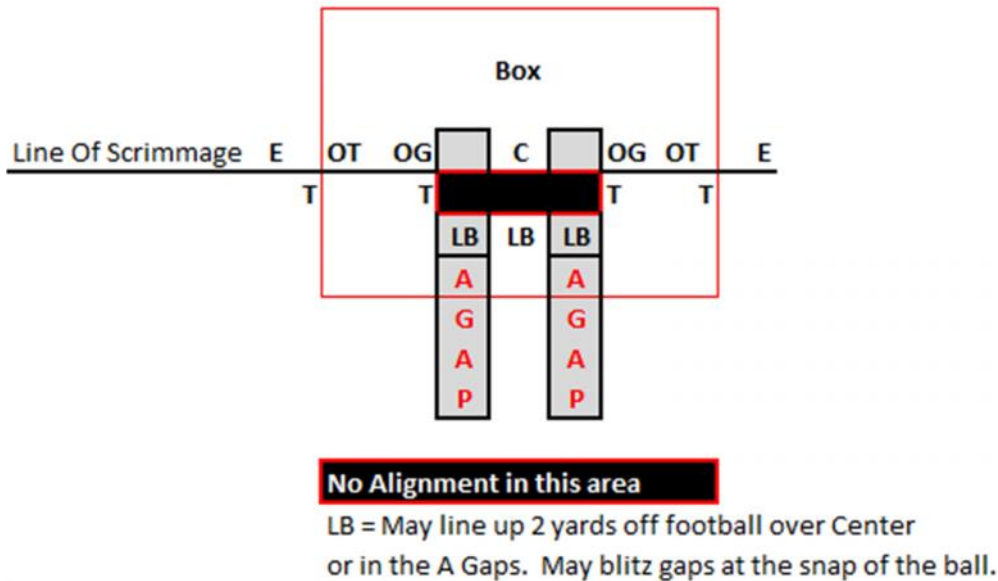 Box
Line Of Scrimmage E OT OG C OG OT E
T T T T
LB LB LB
A A
G G
A A
P P
No Alignment in this area
LB = May line up 2 yards off football over Center
or in the A Gaps. May blitz gaps at the snap of the ball.